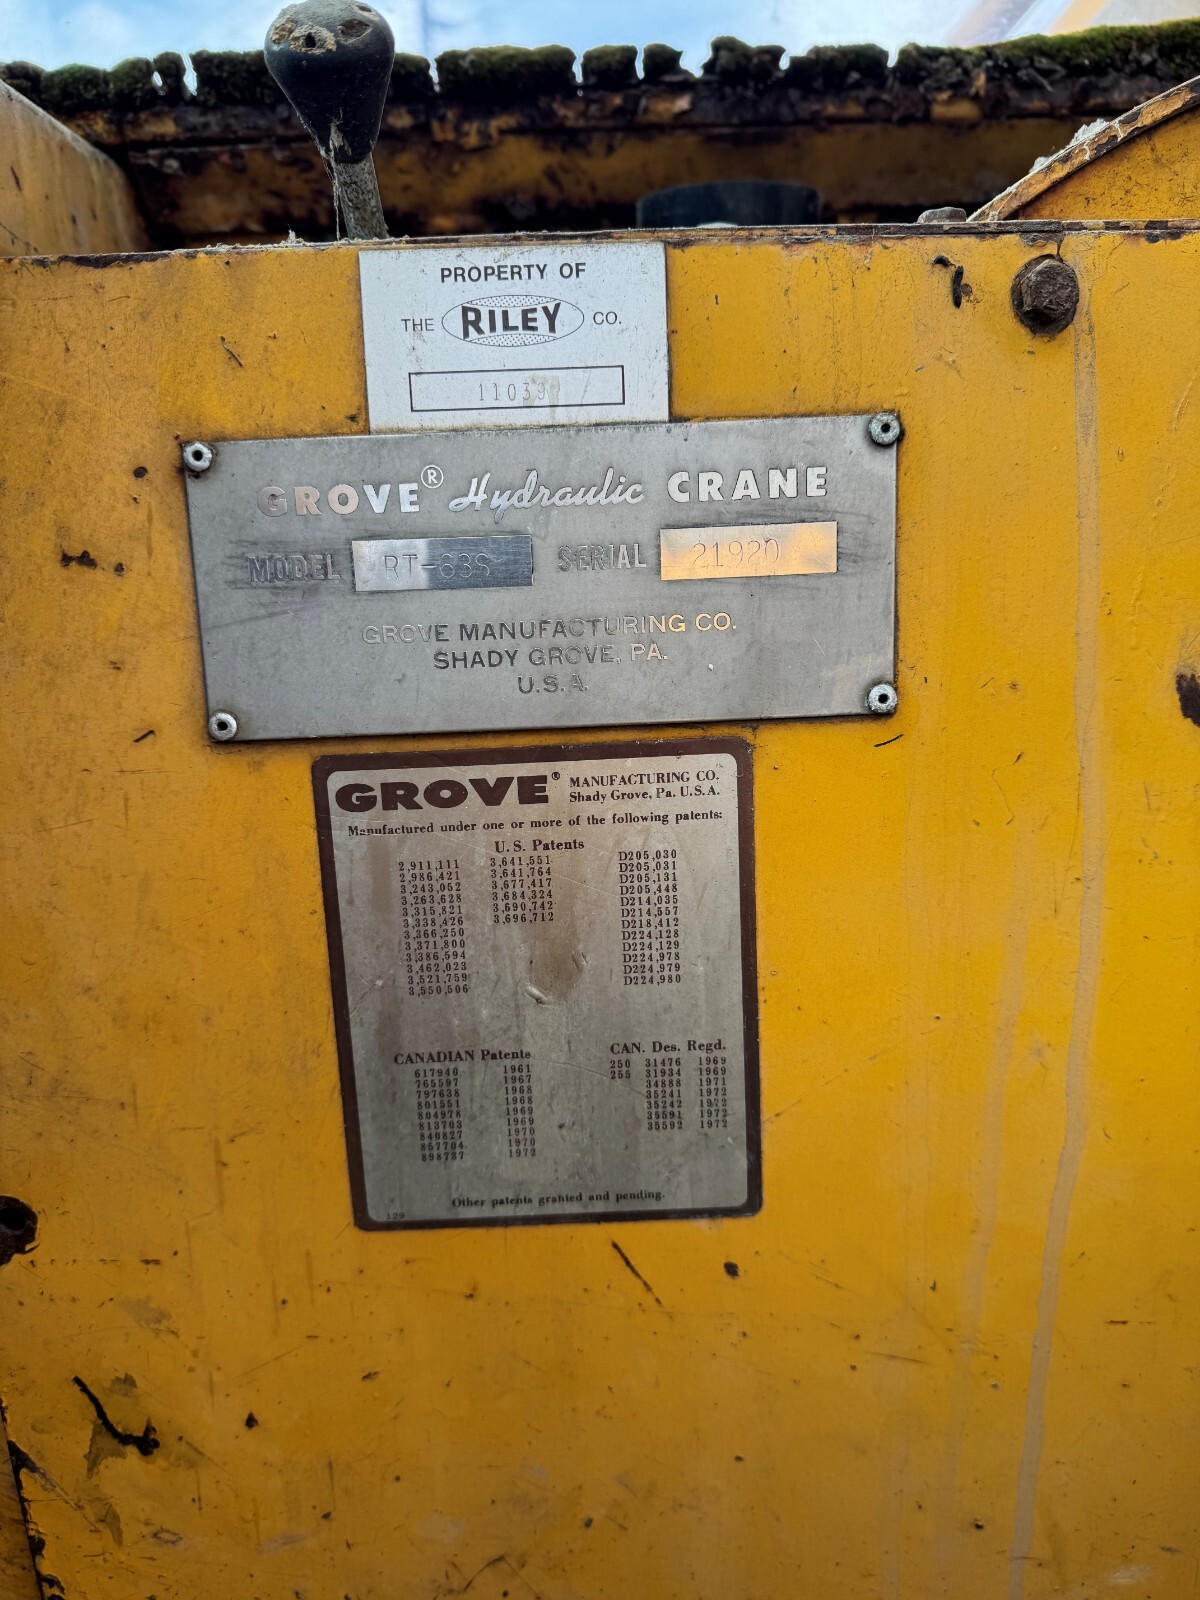 PROPERTY OF
THE RILEY CO.
11039
GROVE® Hydraulic CRANE
MODEL RT-63S SERIAL 21920
GROVE MANUFACTURING CO.
SHADY GROVE, PA.
U.S.A.
GROVE® MANUFACTURING CO.
Shady Grove, Pa. U.S.A.
Manufactured under one or more of the following patents:
U.S. Patents
2,911,111 3,641,551 D205,030
2,986,421 3,641,764 D205,031
3,243,052 3,677,417 D205,131
3,263,628 3,684,324 D205,448
3,315,821 3,690,742 D214,035
3,338,426 3,696,712 D214,557
3,366,250 D218,412
3,371,800 D224,128
3,386,594 D224,129
3,462,023 D224,978
3,521,759 D224,979
3,550,506 D224,980
CANADIAN Patents
617940 1961
765597 1967
797638 1968
801551 1968
804978 1969
813703 1969
840827 1970
857704 1970
898737 1972
CAN. Des. Regd.
250 31476 1969
255 31934 1969
34888 1971
35241 1972
35242 1972
35591 1972
35592 1972
Other patents granted and pending.
129